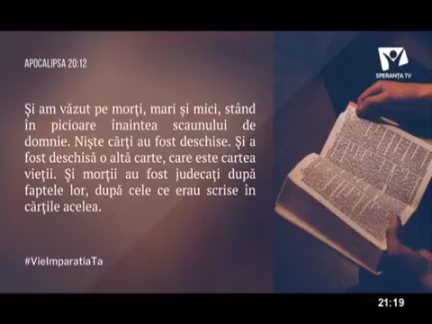 APOCALIPSA 20:12
SPERANȚA TV
Și am văzut pe morți, mari și mici, stând
în picioare înaintea scaunului de
domnie. Niște cărți au fost deschise. Și a
fost deschisă o altă carte, care este cartea
vieții. Și morții au fost judecați după
faptele lor, după cele ce erau scrise în
cărțile acelea.
#VieImparatiaTa
21:19